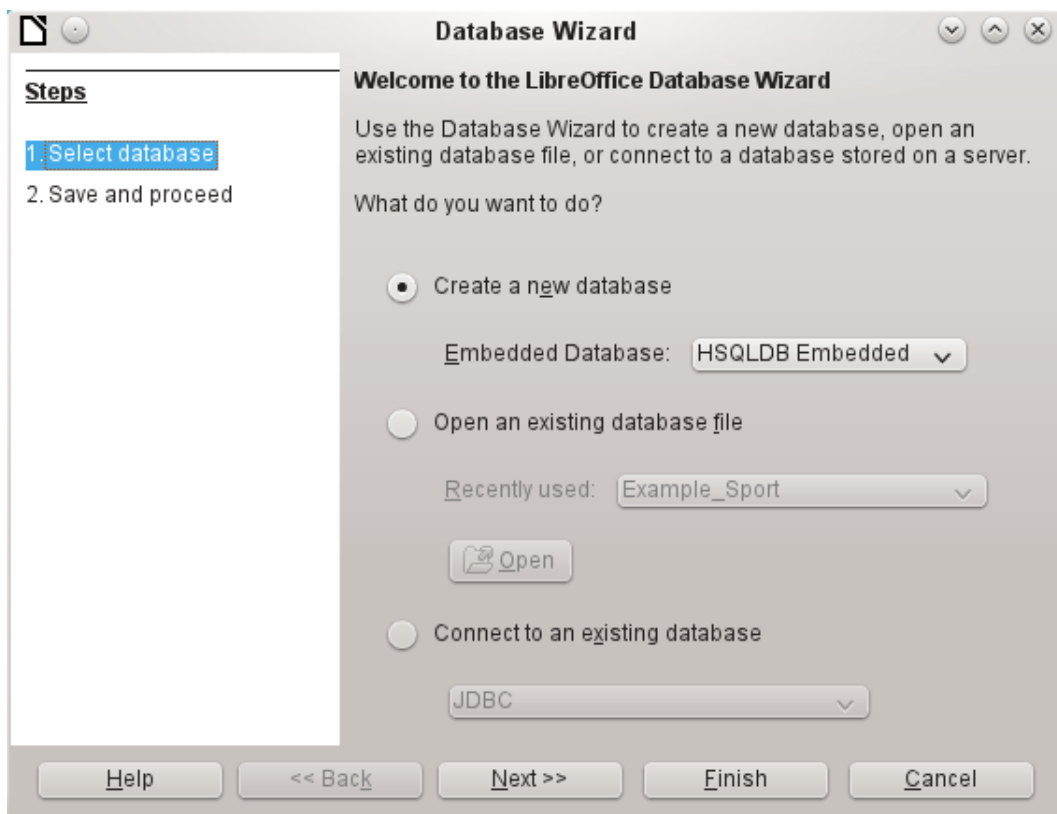 Database Wizard
Steps
1. Select database
2. Save and proceed
Welcome to the LibreOffice Database Wizard
Use the Database Wizard to create a new database, open an
existing database file, or connect to a database stored on a server.
What do you want to do?
Create a new database
Embedded Database: HSQLDB Embedded
Open an existing database file
Recently used: Example_Sport
Open
Connect to an existing database
JDBC
Help << Back Next >> Finish Cancel